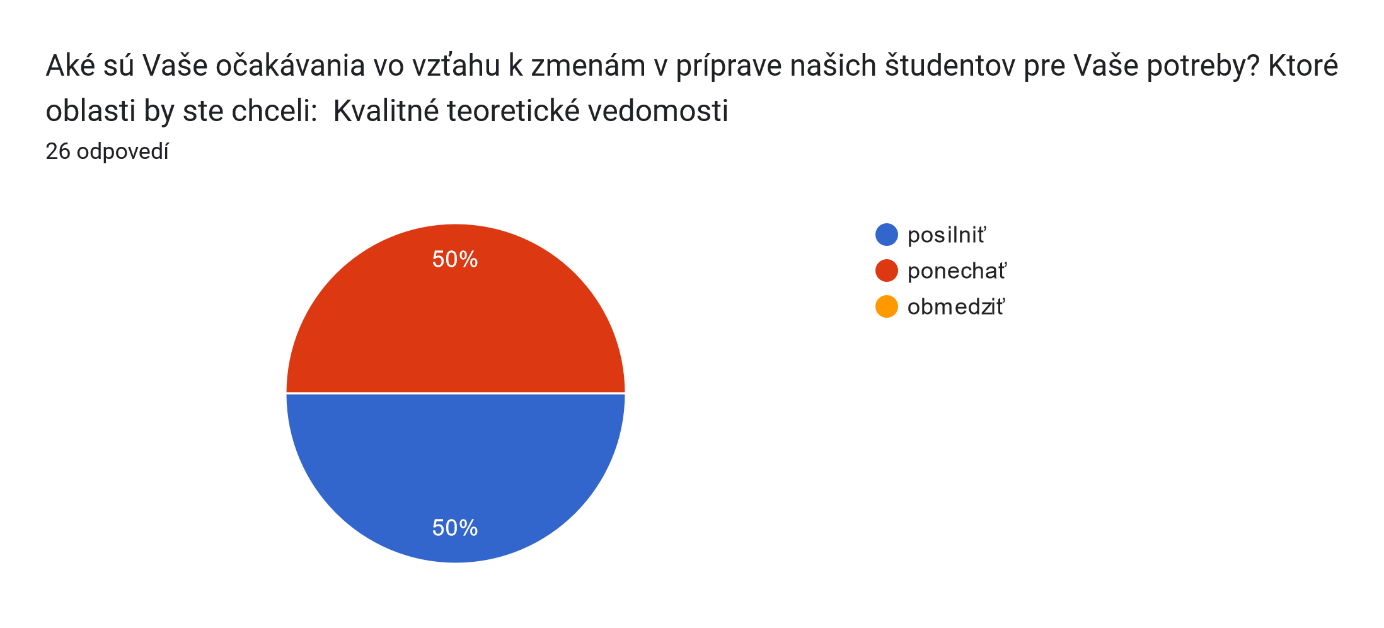 Aké sú Vaše očakávania vo vzťahu k zmenám v príprave našich študentov pre Vaše potreby? Ktoré
oblasti by ste chceli:  Kvalitné teoretické vedomosti
26 odpovedí
50%
50%
posilniť
ponechať
obmedziť